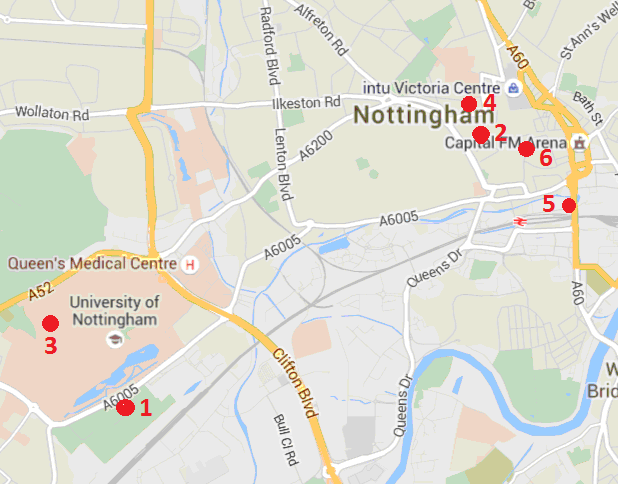 Radford Blvd
Alfreton Rd
B
A60
St Ann's Well
intu Victoria Centre
4
Wollaton Rd
Ilkeston Rd
Bath St
Nottingham
2
Capital FM Arena
6
A6200
Lenton Blvd
5
A6005
A6005
Queen's Medical Centre
H
Queens Dr
A52
A60
University of
Nottingham
3
Clifton Blvd
W
Brid
A6005
1
Queens Dr
Bull Cl Rd